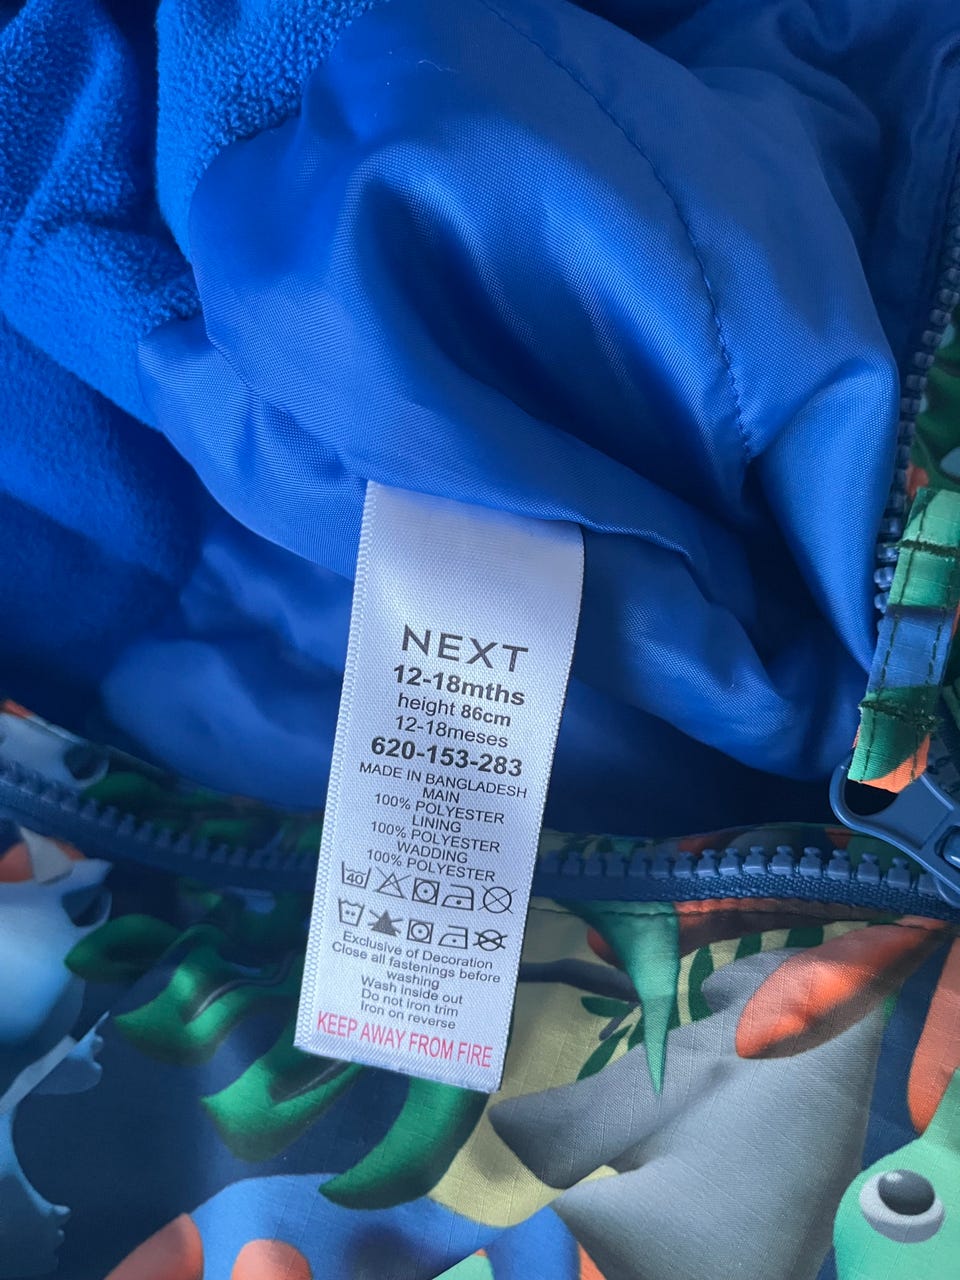 NEXT
12-18mths
height 86cm
12-18meses
620-153-283
MADE IN BANGLADESH
MAIN
100% POLYESTER
LINING
100% POLYESTER
WADDING
100% POLYESTER
40
Exclusive of Decoration
Close all fastenings before
washing
Wash inside out
Do not iron trim
Iron on reverse
KEEP AWAY FROM FIRE